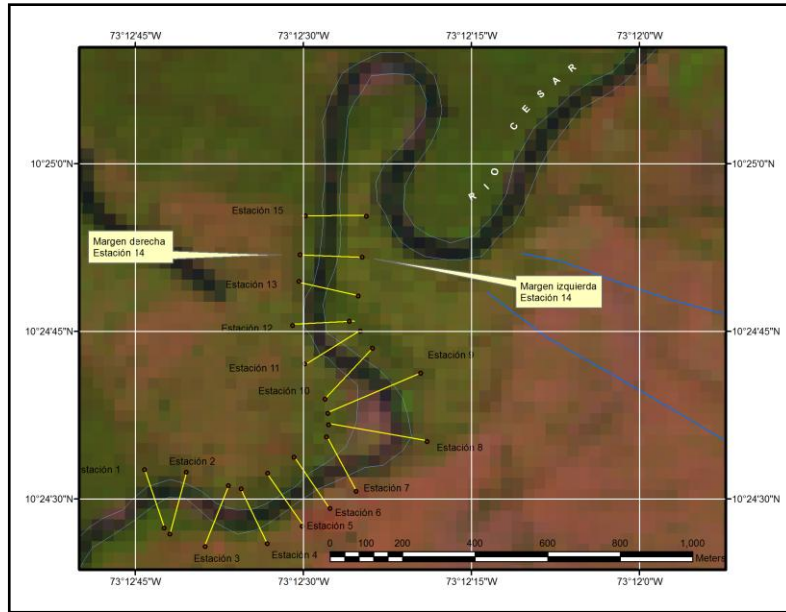 73°12'45"W 73°12'30"W 73°12'15"W 73°12'0"W
RIO CESAR
10°25'0"N 10°25'0"N
Estación 15
Margen derecha
Estación 14
Estación 13
Margen izquierda
Estación 14
10°24'45"N 10°24'45"N
Estación 12
Estación 11
Estación 9
Estación 10
Estación 8
Estación 2
stación 1
Estación 7
10°24'30"N 10°24'30"N
Estación 6
Estación 5
Estación 4
Estación 3
0 100 200 400 600 800 1,000
Meters
73°12'45"W 73°12'30"W 73°12'15"W 73°12'0"W